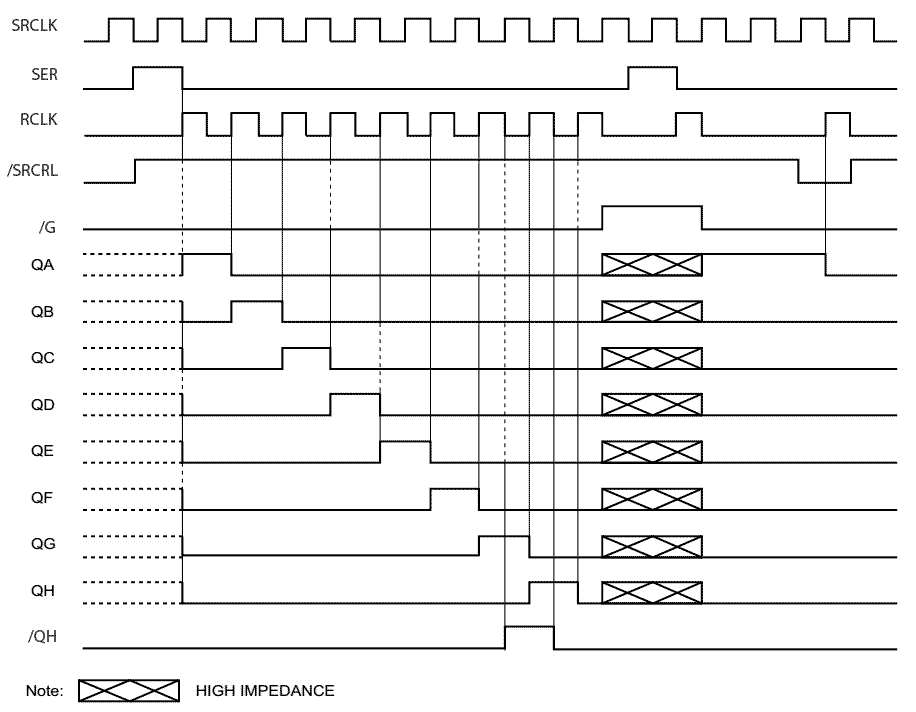 SRCLK
SER
RCLK
/SRCRL
/G
QA
QB
QC
QD
QE
QF
QG
QH
/QH
Note: HIGH IMPEDANCE